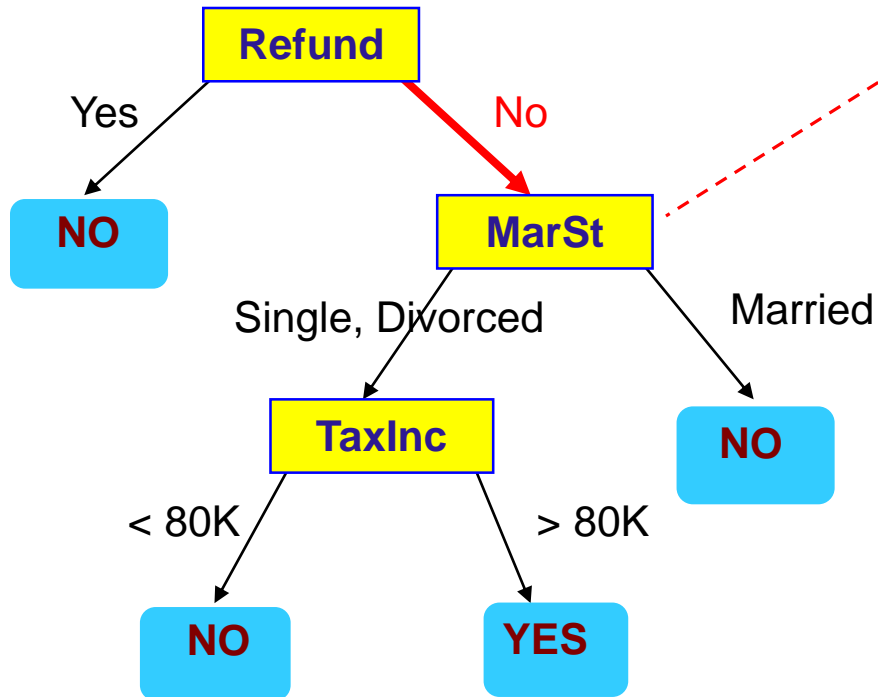 Refund
Yes
No
NO
MarSt
Single, Divorced
Married
TaxInc
NO
< 80K
> 80K
NO
YES